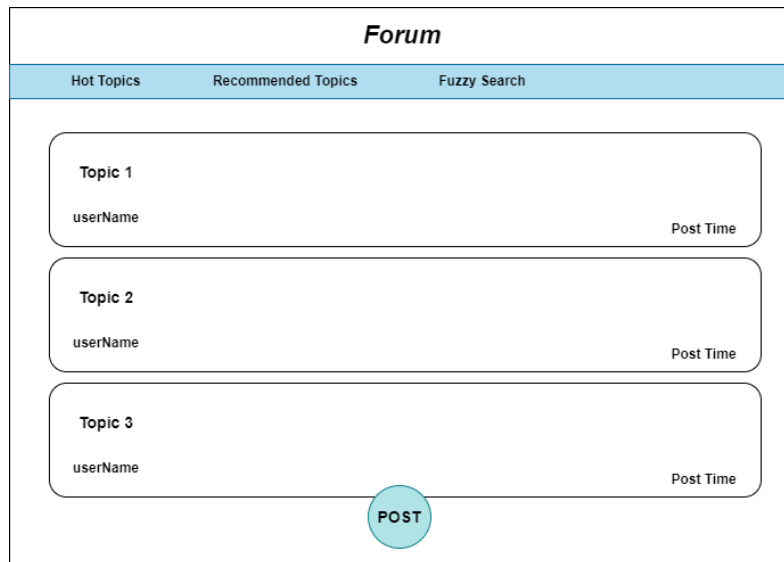 Forum
Hot Topics Recommended Topics Fuzzy Search
Topic 1
userName
Post Time
Topic 2
userName
Post Time
Topic 3
userName
Post Time
POST